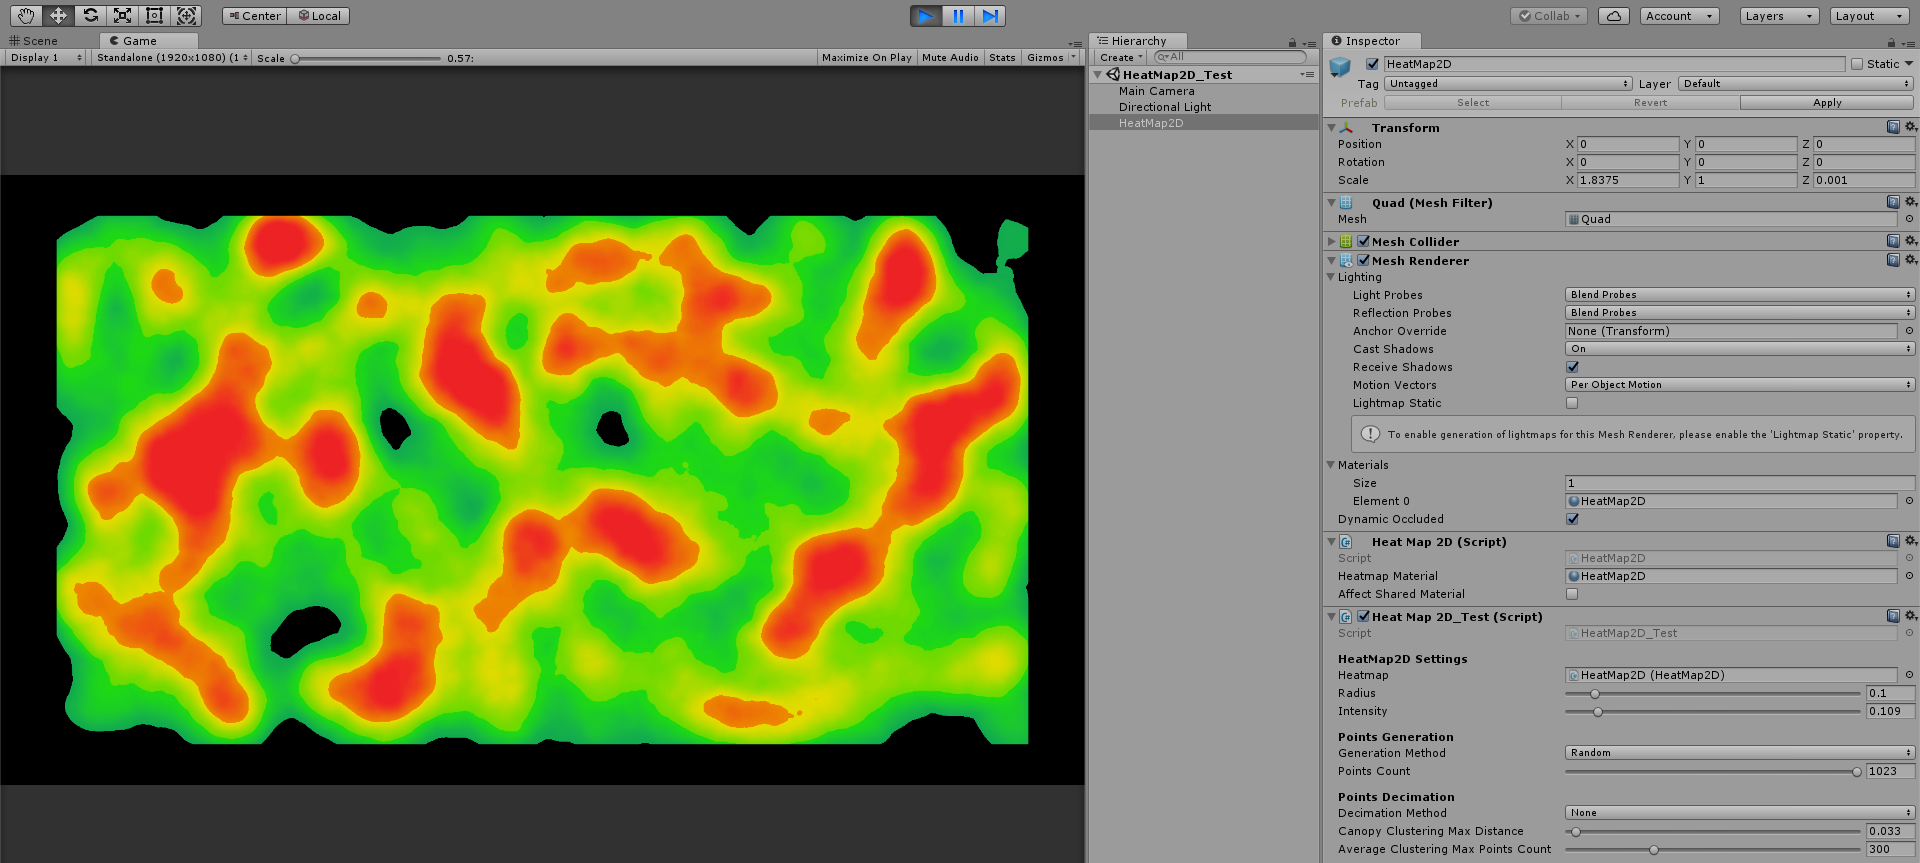 Center Local
Collab Account Layers Layout
Scene Game
Display 1 Standalone (1920x1080) (1 Scale 0.57: Maximize On Play Mute Audio Stats Gizmos
Hierarchy
Create All
HeatMap2D_Test
Main Camera
Directional Light
HeatMap2D
Inspector
HeatMap2D Static
Tag Untagged Layer Default
Prefab Select Revert Apply
Transform
Position X 0 Y 0 Z 0
Rotation X 0 Y 0 Z 0
Scale X 1.8375 Y 1 Z 0.001
Quad (Mesh Filter)
Mesh Quad
Mesh Collider
Mesh Renderer
Lighting
Light Probes Blend Probes
Reflection Probes Blend Probes
Anchor Override None (Transform)
Cast Shadows On
Receive Shadows
Motion Vectors Per Object Motion
Lightmap Static
To enable generation of lightmaps for this Mesh Renderer, please enable the 'Lightmap Static' property.
Materials
Size 1
Element 0 HeatMap2D
Dynamic Occluded
Heat Map 2D (Script)
Script HeatMap2D
Heatmap Material HeatMap2D
Affect Shared Material
Heat Map 2D_Test (Script)
Script HeatMap2D_Test
HeatMap2D Settings
Heatmap HeatMap2D (HeatMap2D)
Radius 0.1
Intensity 0.109
Points Generation
Generation Method Random
Points Count 1023
Points Decimation
Decimation Method None
Canopy Clustering Max Distance 0.033
Average Clustering Max Points Count 300